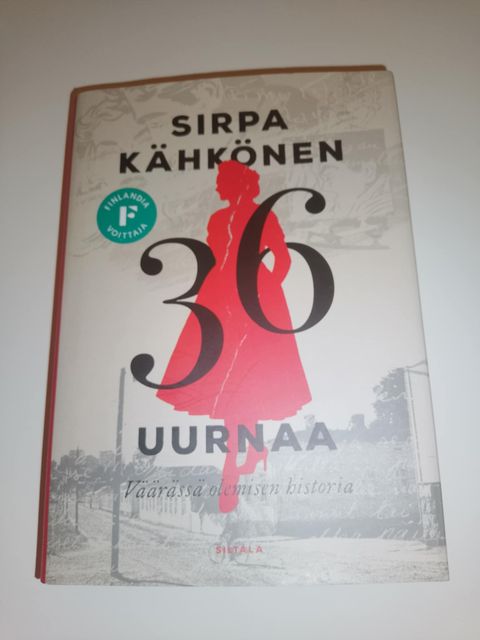 SIRPA
KÄHKÖNEN
FINLANDIA
F
VOITTAJA
36
UURNAA
Väärässä olemisen historia
SILTALA